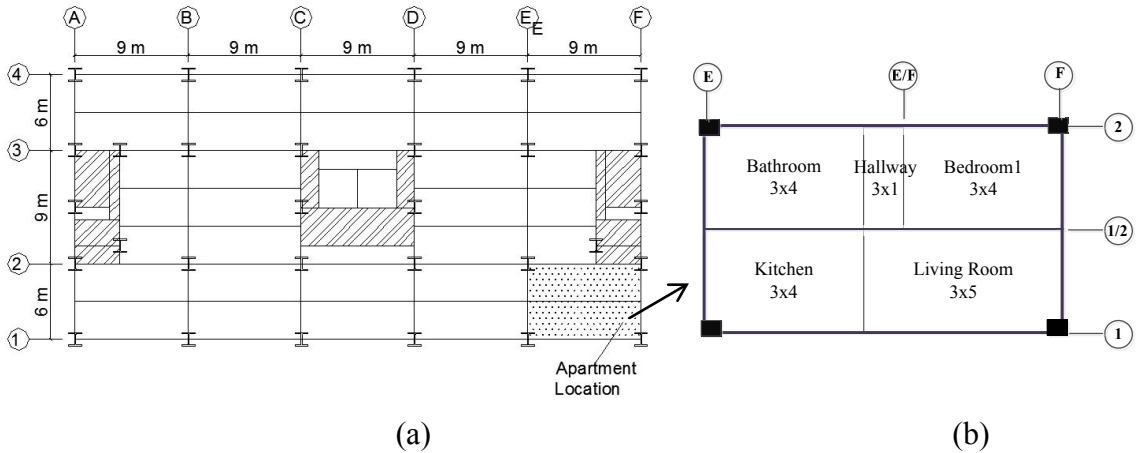 A B C D E F
E
9 m 9 m 9 m 9 m 9 m
4
6 m
3
9 m
2
6 m
1
Apartment
Location
(a)
E E/F F
2
Bathroom Hallway Bedroom1
3x4 3x1 3x4
1/2
Kitchen Living Room
3x4 3x5
1
(b)